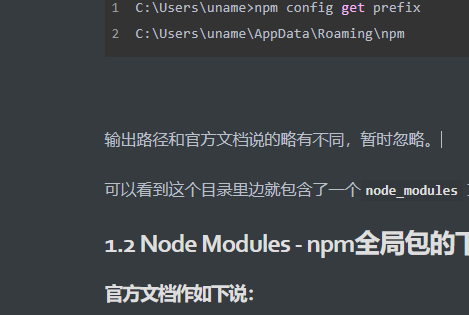 1 C:\Users\uname>npm config get prefix
2 C:\Users\uname\AppData\Roaming\npm
输出路径和官方文档说的略有不同，暂时忽略。
可以看到这个目录里边就包含了一个 node_modules
1.2 Node Modules - npm全局包的
官方文档作如下说：